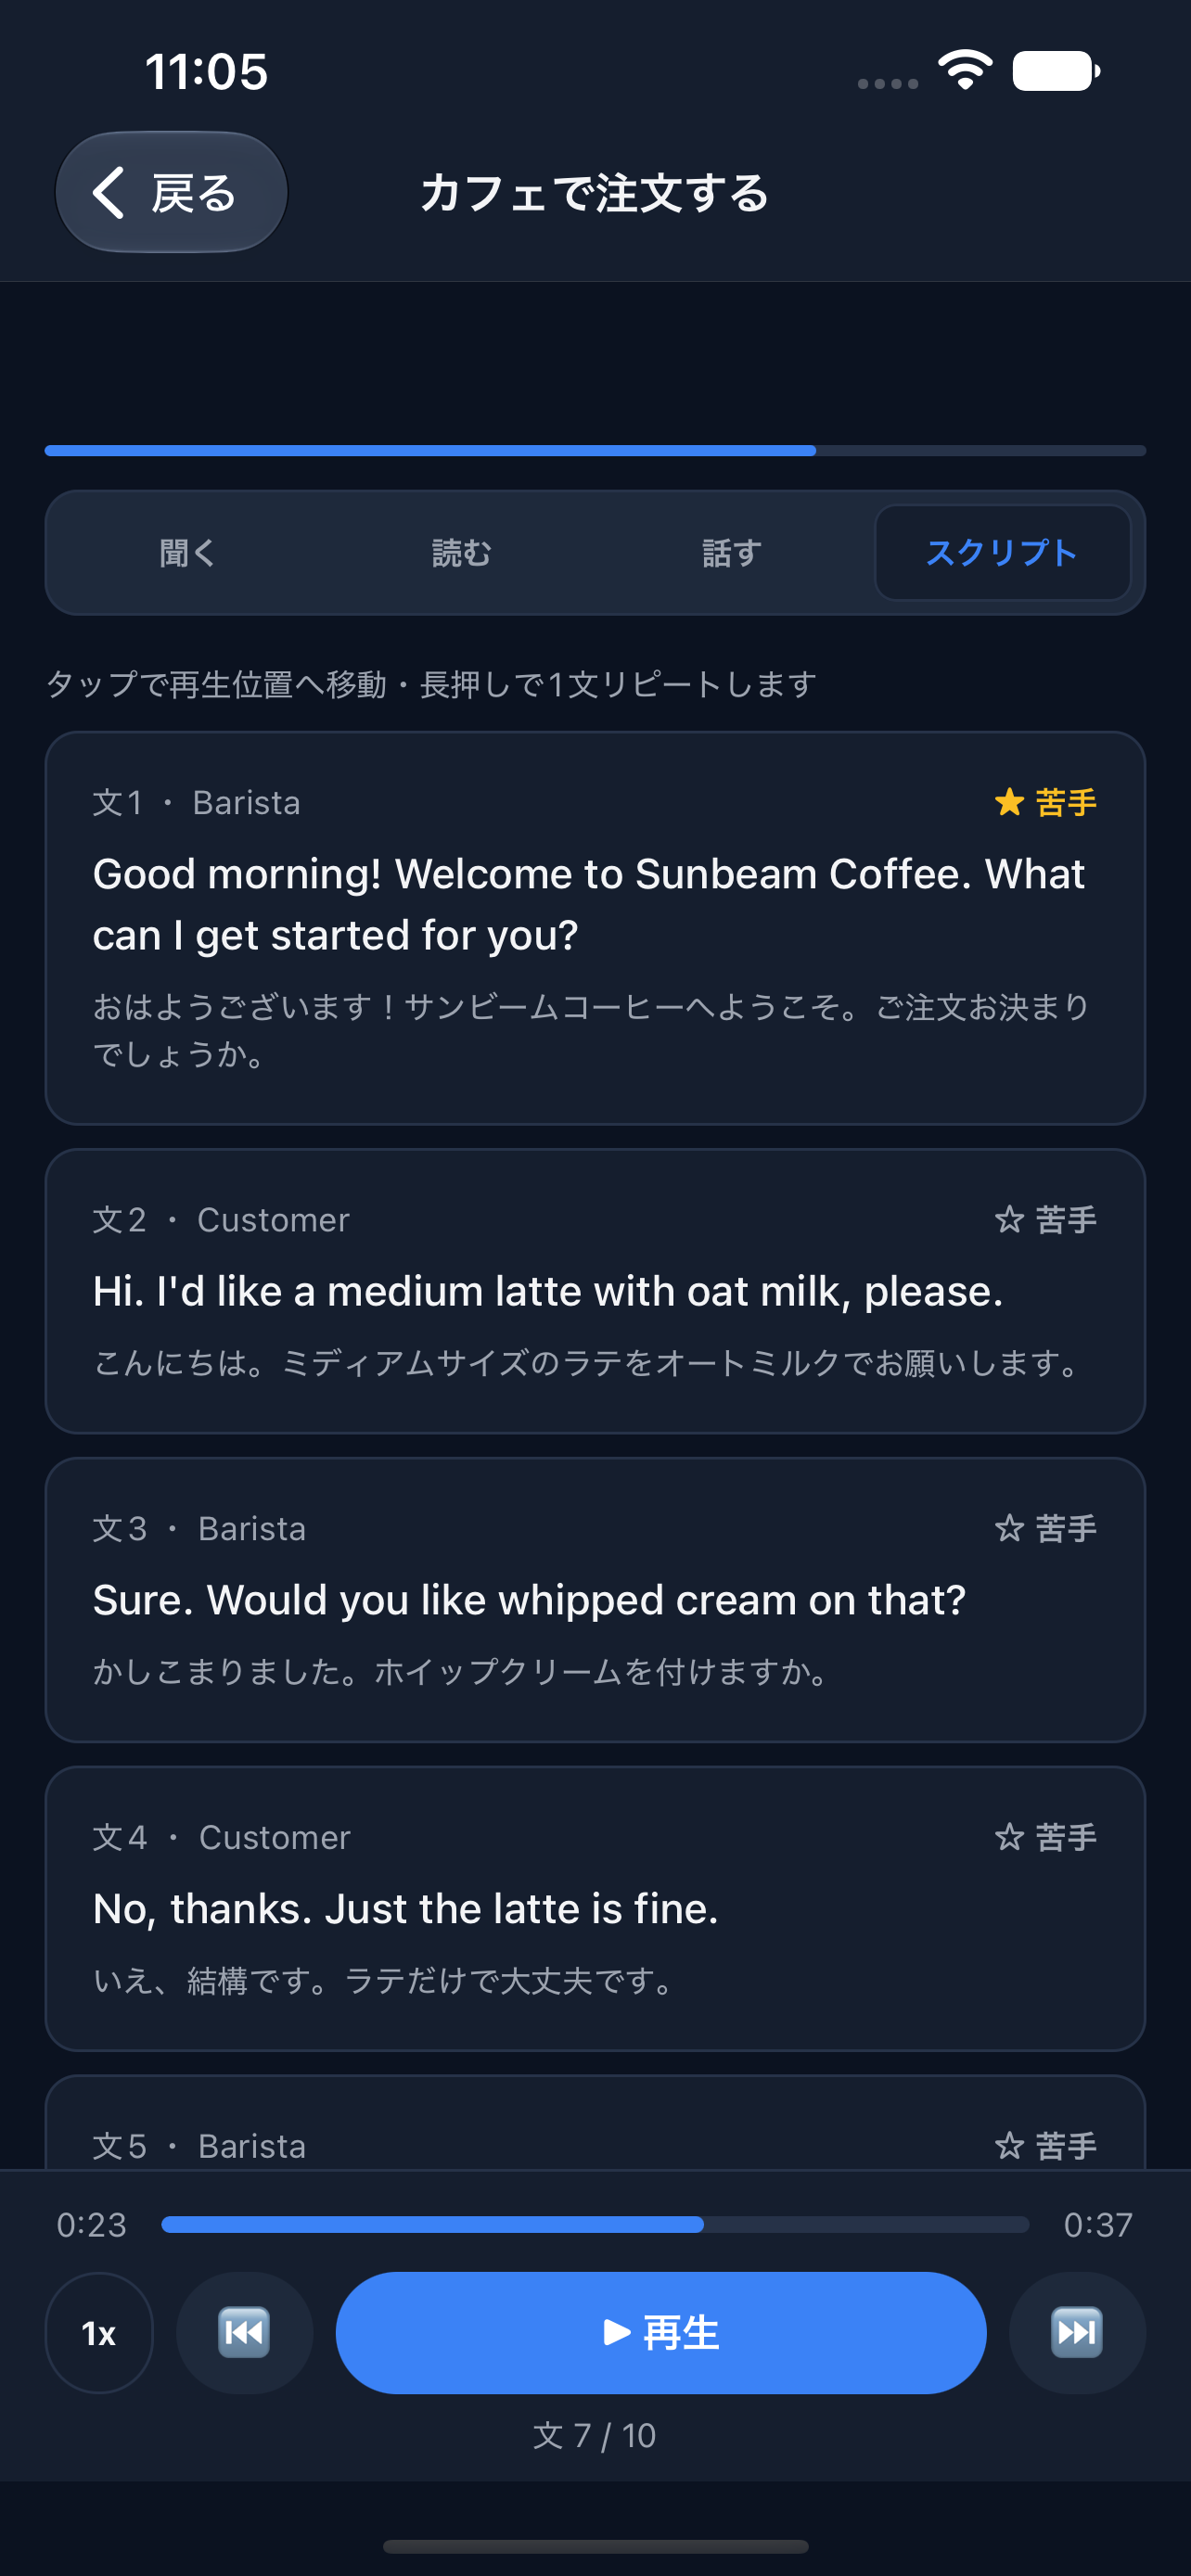 11:05
戻る
カフェで注文する
聞く 読む 話す スクリプト
タップで再生位置へ移動・長押しで1文リピートします
文1 ・ Barista ★ 苦手
Good morning! Welcome to Sunbeam Coffee. What
can I get started for you?
おはようございます！サンビームコーヒーへようこそ。ご注文お決まり
でしょうか。
文2 ・ Customer ☆ 苦手
Hi. I'd like a medium latte with oat milk, please.
こんにちは。ミディアムサイズのラテをオートミルクでお願いします。
文3 ・ Barista ☆ 苦手
Sure. Would you like whipped cream on that?
かしこまりました。ホイップクリームを付けますか。
文4 ・ Customer ☆ 苦手
No, thanks. Just the latte is fine.
いえ、結構です。ラテだけで大丈夫です。
文5 ・ Barista ☆ 苦手
0:23 0:37
1x ▶ 再生
文 7 / 10